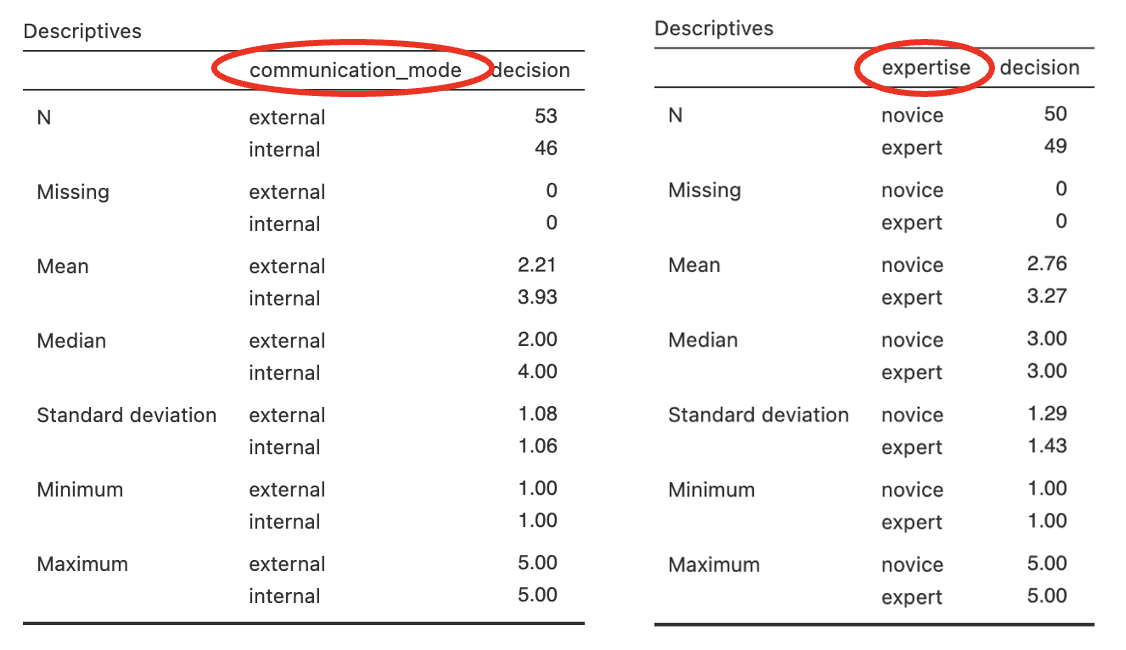 Descriptives
communication_mode decision
N external 53
internal 46
Missing external 0
internal 0
Mean external 2.21
internal 3.93
Median external 2.00
internal 4.00
Standard deviation external 1.08
internal 1.06
Minimum external 1.00
internal 1.00
Maximum external 5.00
internal 5.00
Descriptives
expertise decision
N novice 50
expert 49
Missing novice 0
expert 0
Mean novice 2.76
expert 3.27
Median novice 3.00
expert 3.00
Standard deviation novice 1.29
expert 1.43
Minimum novice 1.00
expert 1.00
Maximum novice 5.00
expert 5.00